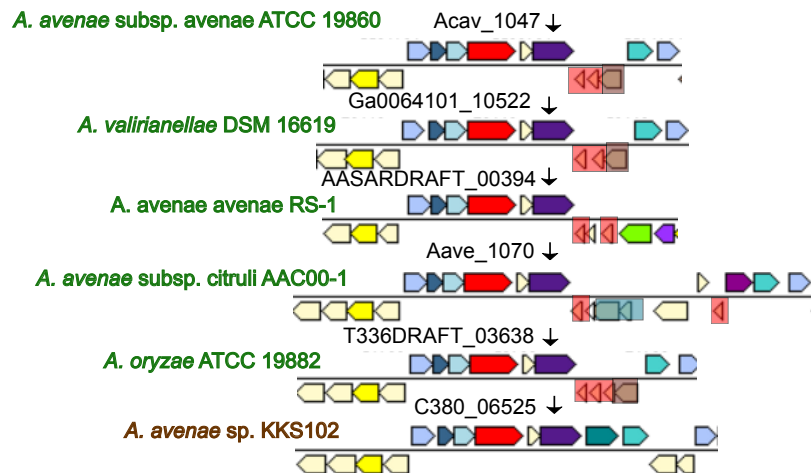 A. avenae subsp. avenae ATCC 19860
Acav_1047
Ga0064101_10522
A. valirianellae DSM 16619
AASARDRAFT_00394
A. avenae avenae RS-1
Aave_1070
A. avenae subsp. citruli AAC00-1
T336DRAFT_03638
A. oryzae ATCC 19882
C380_06525
A. avenae sp. KKS102